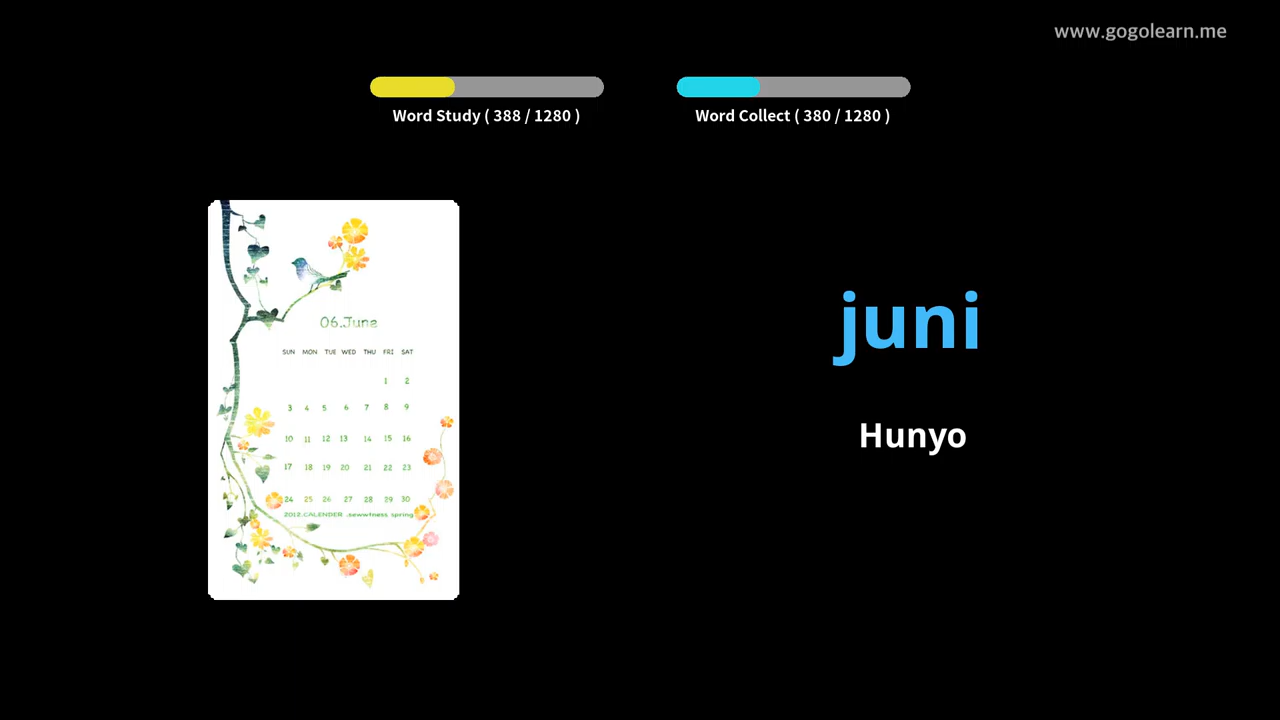 www.gogolearn.me
Word Study ( 388 / 1280 )
Word Collect ( 380 / 1280 )
06.June
SUN MON TUE WED THU FRI SAT
1 2
3 4 5 6 7 8 9
10 11 12 13 14 15 16
17 18 19 20 21 22 23
24 25 26 27 28 29 30
2012.CALENDER .seww1ness spring
juni
Hunyo